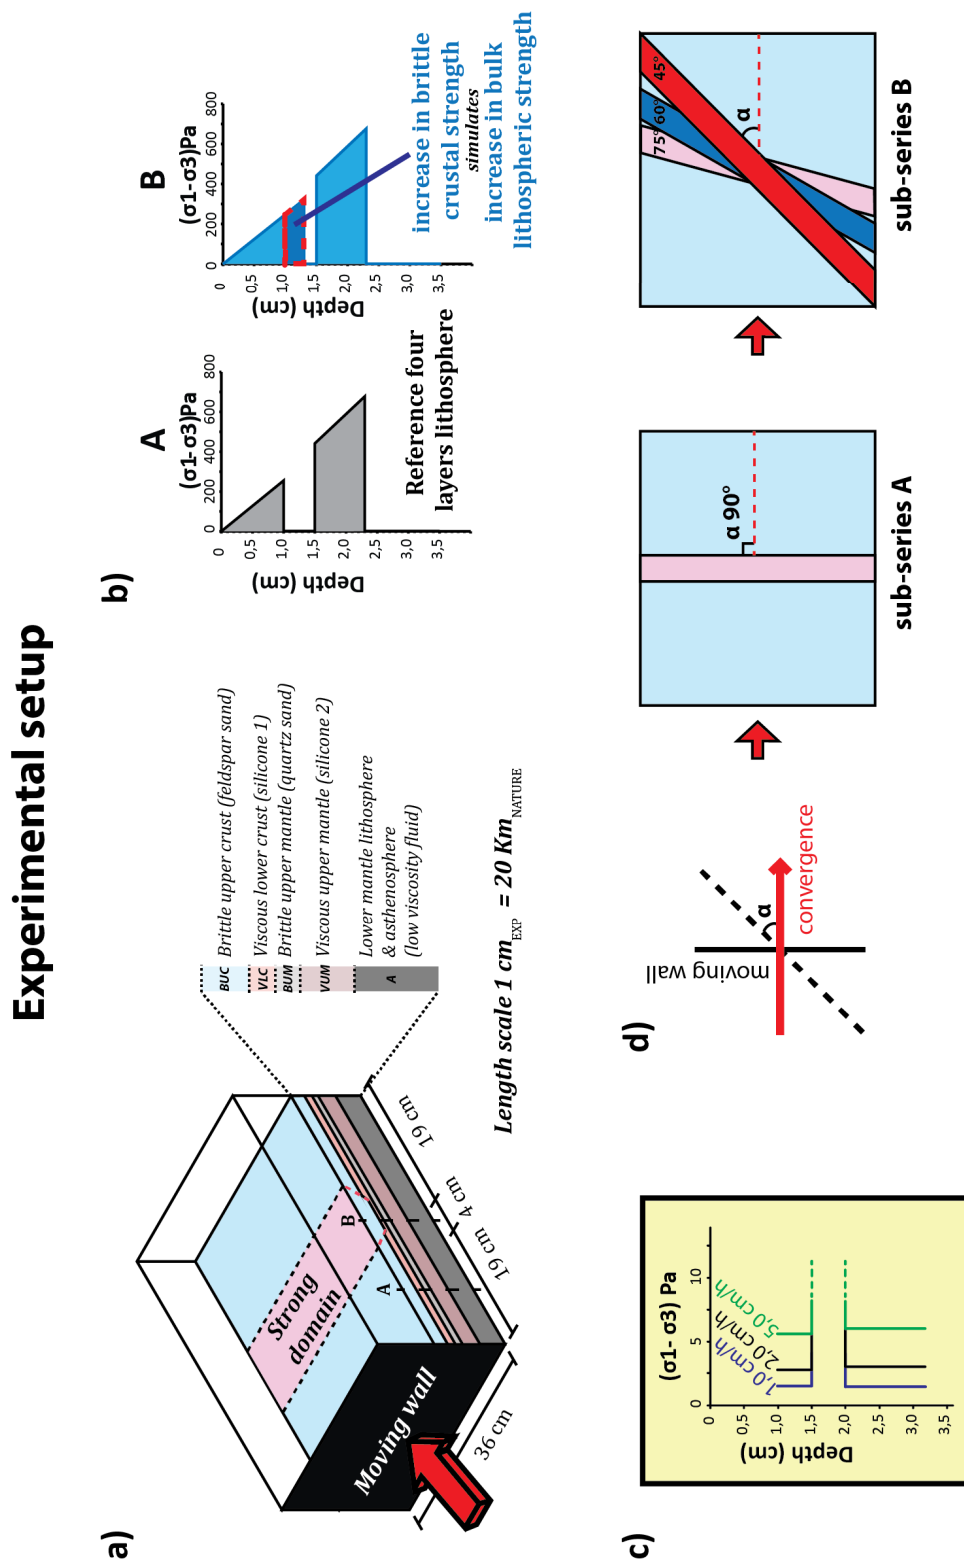 Experimental setup
a)
Moving wall
Strong
domain
A
B
36 cm
19 cm
4 cm
19 cm
BUC
VLC
BUM
VUM
A
Brittle upper crust (feldspar sand)
Viscous lower crust (silicone 1)
Brittle upper mantle (quartz sand)
Viscous upper mantle (silicone 2)
Lower mantle lithosphere
& asthenosphere
(low viscosity fluid)
Length scale 1 cm EXP = 20 Km NATURE
b)
A
(σ1- σ3)Pa
0 200 400 600 800
0
0,5
1,0
1,5
2,0
2,5
3,0
3,5
Depth (cm)
Reference four
layers lithosphere
B
(σ1-σ3)Pa
0 200 400 600 800
0
0,5
1,0
1,5
2,0
2,5
3,0
3,5
Depth (cm)
increase in brittle
crustal strength
simulates
increase in bulk
lithospheric strength
c)
(σ1- σ3) Pa
0 5 10
0
0,5
1,0
1,5
2,0
2,5
3,0
3,5
Depth (cm)
1,0 cm/h
2,0 cm/h
5,0 cm/h
d)
moving wall
α
convergence
α 90°
sub-series A
75°
60°
45°
α
sub-series B